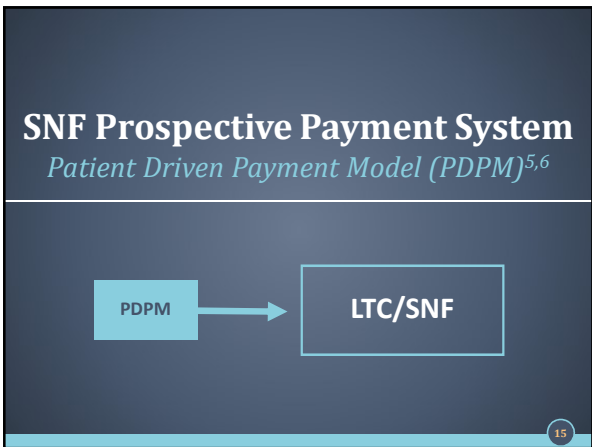 SNF Prospective Payment System
Patient Driven Payment Model (PDPM)5,6
PDPM
LTC/SNF
15